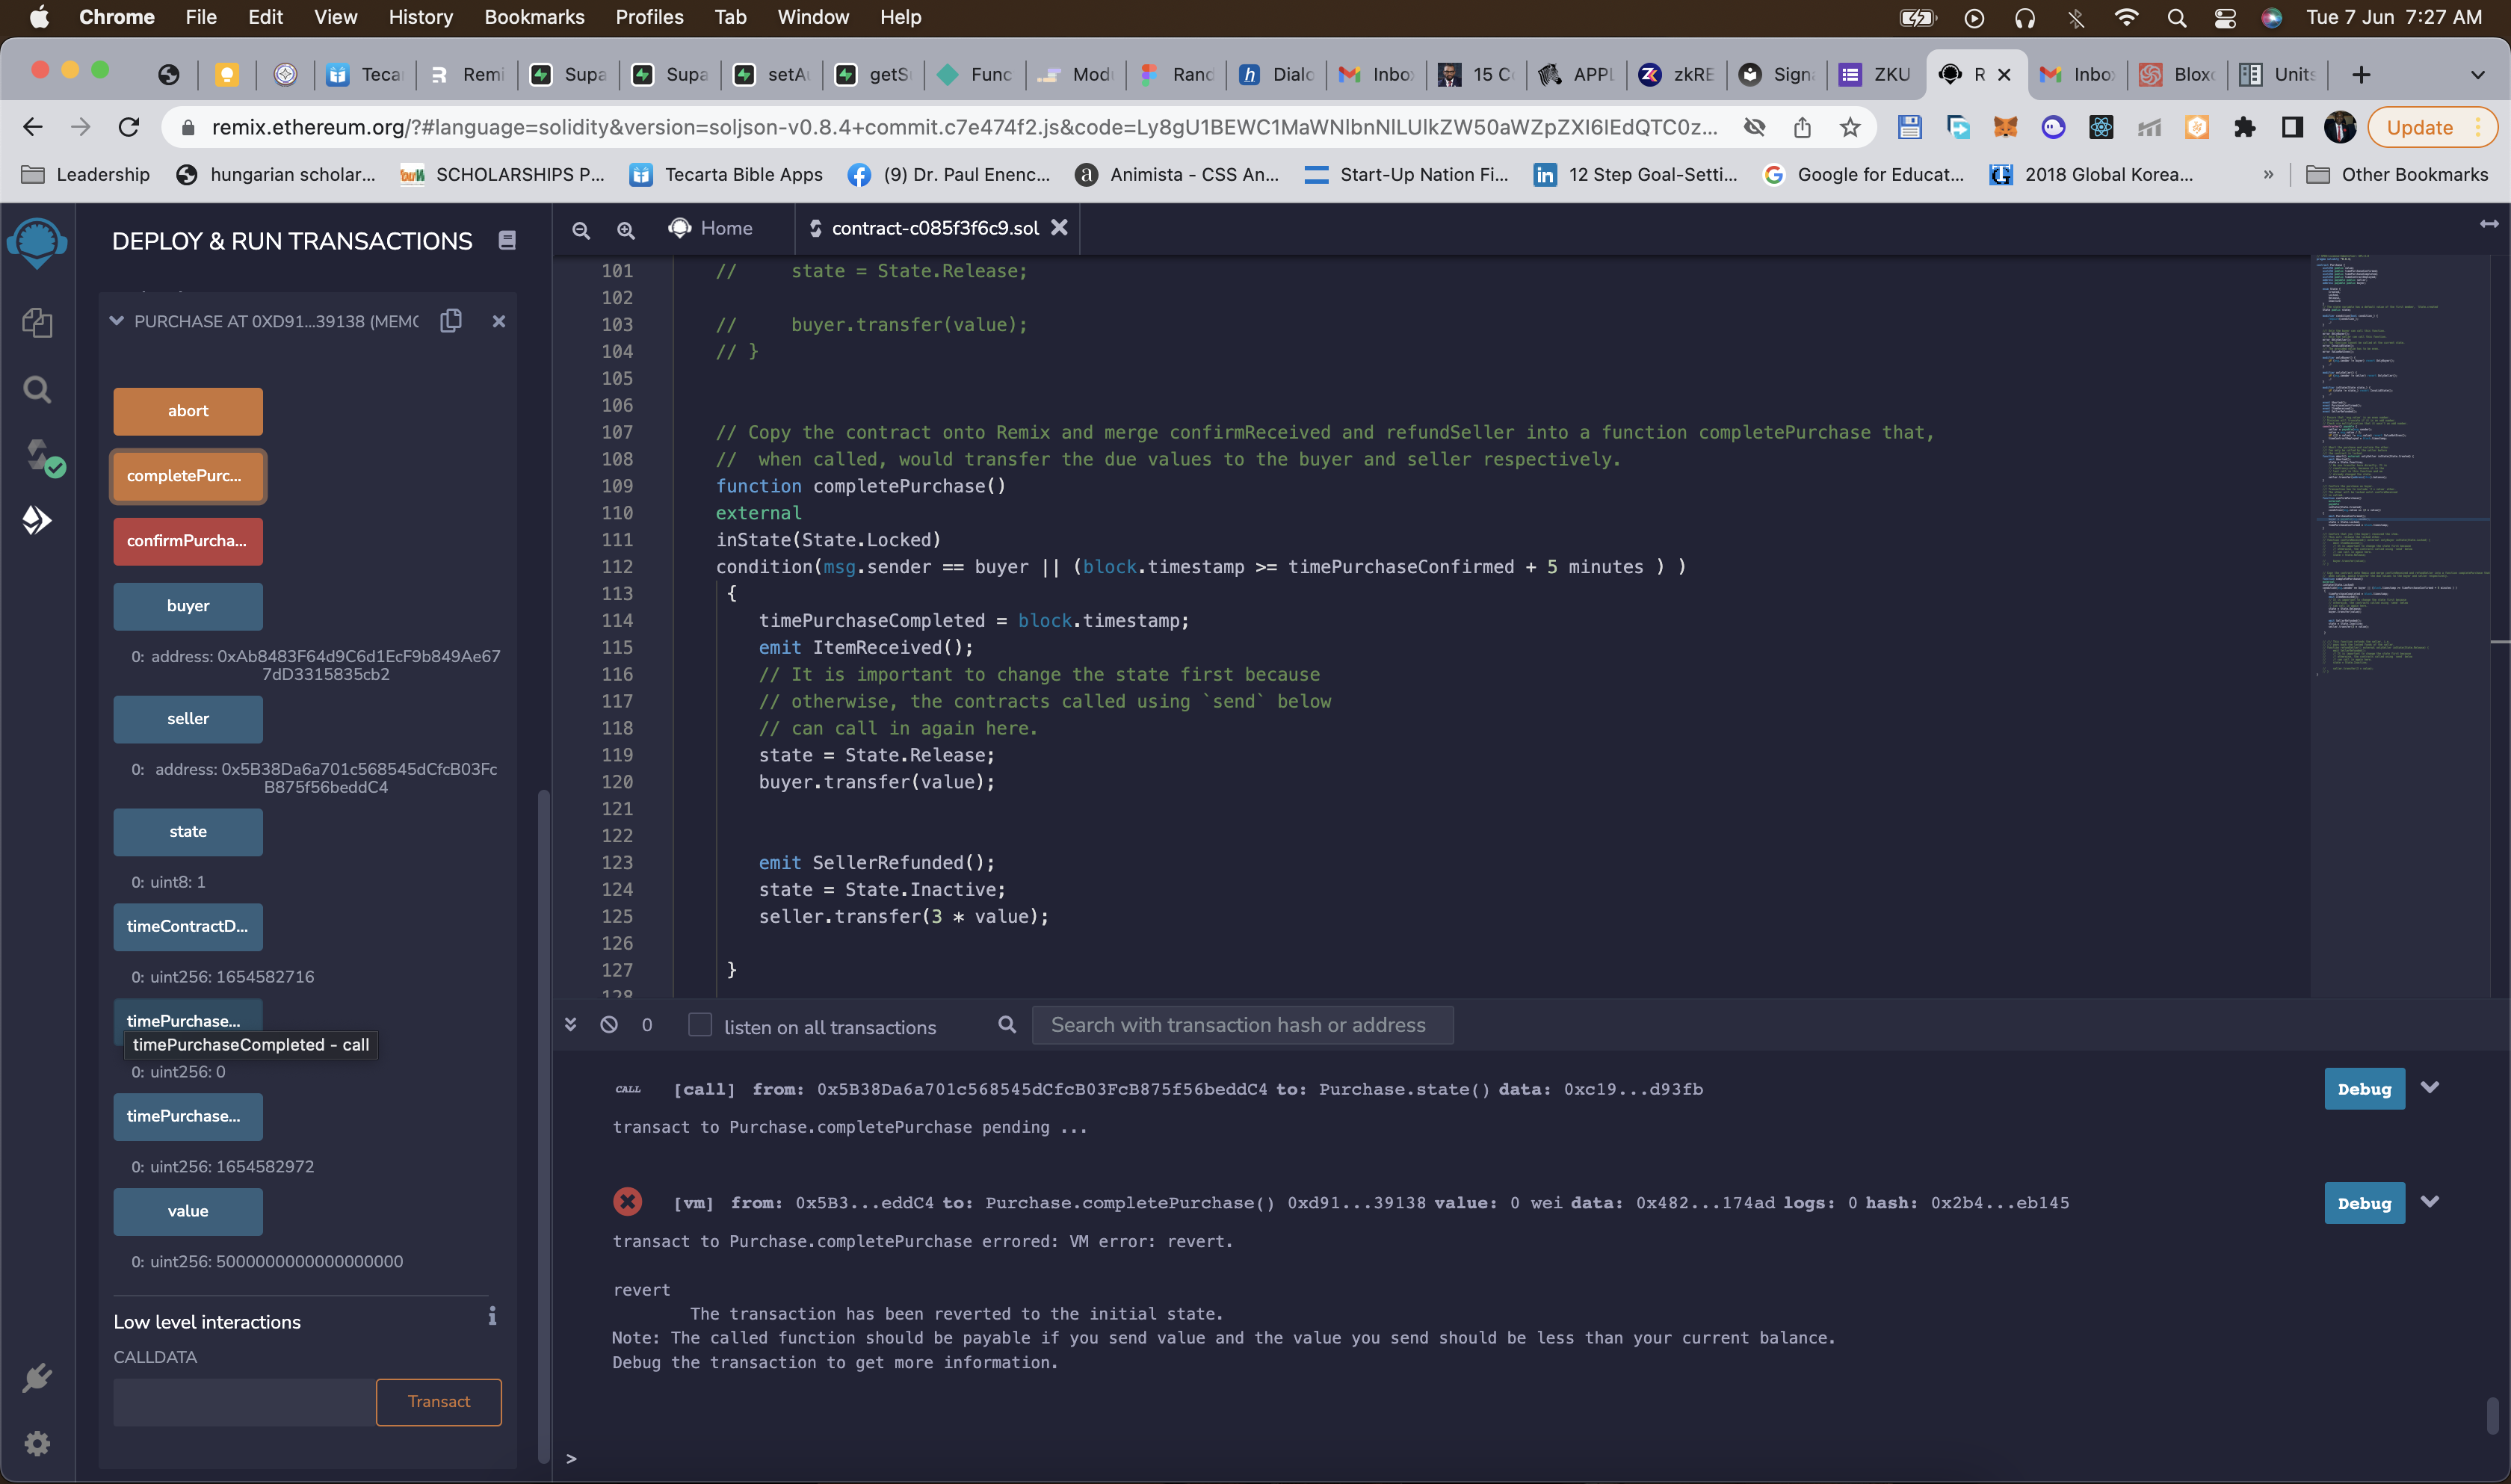 Chrome File Edit View History Bookmarks Profiles Tab Window Help Tue 7 Jun 7:27 AM
Teca Remi Supa Supa setAu getS Func Modu Rand Dialo Inbo 15 Co APPL zkRE Signa ZKU R Inbo Bloxo Units
remix.ethereum.org/?#language=solidity&version=soljson-v0.8.4+commit.c7e474f2.js&code=Ly8gU1BEWC1MaWNlbnNlLUlkZW50aWZpZXI6IEdQTC0z... Update
Leadership hungarian scholar... SCHOLARSHIPS P... Tecarta Bible Apps (9) Dr. Paul Enenc... Animista - CSS An... Start-Up Nation Fi... 12 Step Goal-Setti... Google for Educat... 2018 Global Korea... » Other Bookmarks
DEPLOY & RUN TRANSACTIONS
PURCHASE AT 0XD91...39138 (MEMO
abort
completePurc...
confirmPurcha...
buyer
0: address: 0xAb8483F64d9C6d1EcF9b849Ae67
7dD3315835cb2
seller
0: address: 0x5B38Da6a701c568545dCfcB03Fc
B875f56beddC4
state
0: uint8: 1
timeContractD...
0: uint256: 1654582716
timePurchase...
timePurchaseCompleted - call
0: uint256: 0
timePurchase...
0: uint256: 1654582972
value
0: uint256: 5000000000000000000
Low level interactions
CALLDATA
Transact
Home contract-c085f3f6c9.sol
101 // state = State.Release;
102
103 // buyer.transfer(value);
104 // }
105
106
107 // Copy the contract onto Remix and merge confirmReceived and refundSeller into a function completePurchase that,
108 // when called, would transfer the due values to the buyer and seller respectively.
109 function completePurchase()
110 external
111 inState(State.Locked)
112 condition(msg.sender == buyer || (block.timestamp >= timePurchaseConfirmed + 5 minutes ) )
113 {
114 timePurchaseCompleted = block.timestamp;
115 emit ItemReceived();
116 // It is important to change the state first because
117 // otherwise, the contracts called using `send` below
118 // can call in again here.
119 state = State.Release;
120 buyer.transfer(value);
121
122
123 emit SellerRefunded();
124 state = State.Inactive;
125 seller.transfer(3 * value);
126
127 }
128
0 listen on all transactions Search with transaction hash or address
CALL [call] from: 0x5B38Da6a701c568545dCfcB03FcB875f56beddC4 to: Purchase.state() data: 0xc19...d93fb Debug
transact to Purchase.completePurchase pending ...
[vm] from: 0x5B3...eddC4 to: Purchase.completePurchase() 0xd91...39138 value: 0 wei data: 0x482...174ad logs: 0 hash: 0x2b4...eb145 Debug
transact to Purchase.completePurchase errored: VM error: revert.
revert
The transaction has been reverted to the initial state.
Note: The called function should be payable if you send value and the value you send should be less than your current balance.
Debug the transaction to get more information.
>